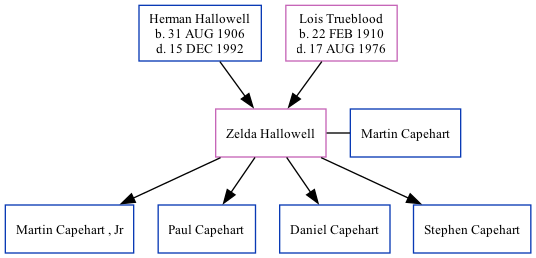 Herman Hallowell
b. 31 AUG 1906
d. 15 DEC 1992
Lois Trueblood
b. 22 FEB 1910
d. 17 AUG 1976
Zelda Hallowell
Martin Capehart
Martin Capehart , Jr
Paul Capehart
Daniel Capehart
Stephen Capehart